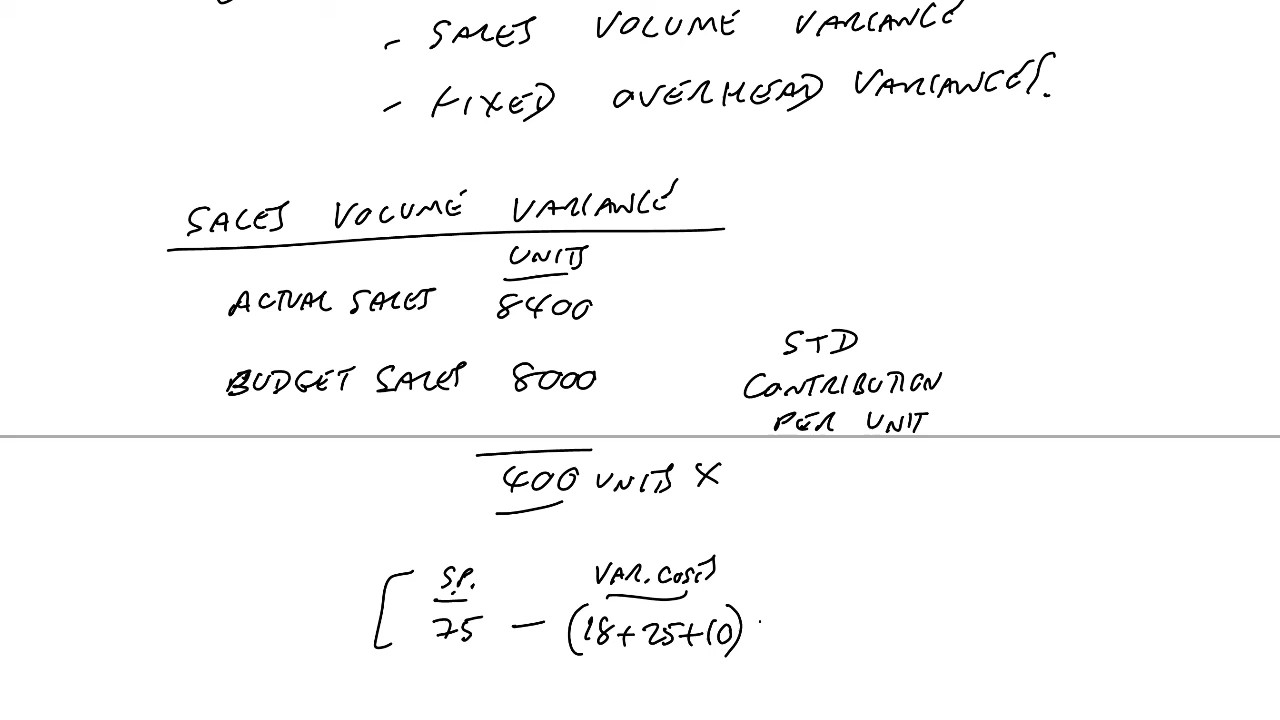 - SALES VOLUME VARIANCE
- FIXED OVERHEAD VARIANCES.
SALES VOLUME VARIANCE
UNITS
ACTUAL SALES 8400
STD
BUDGET SALES 8000 CONTRIBUTION
PER UNIT
400 UNITS X
S.P. VAR. COSTS
[ 75 - (18+25+10)